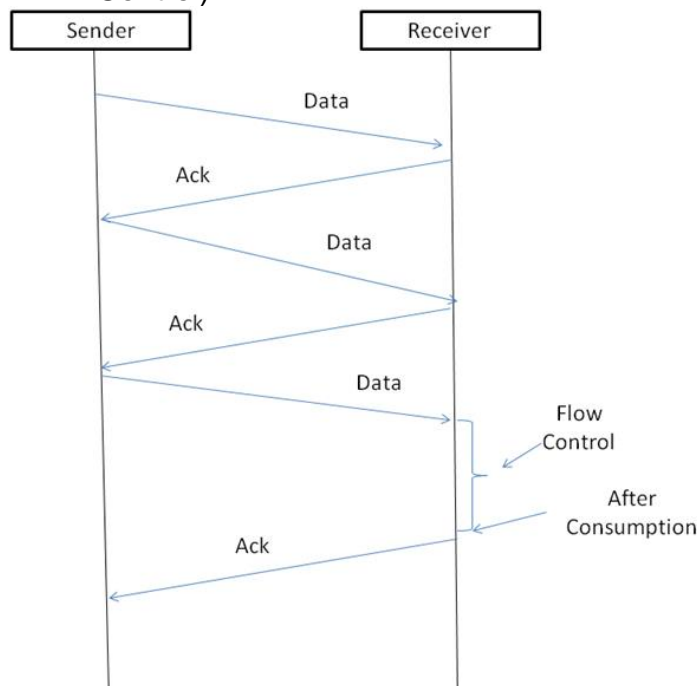 Sender
Receiver
Data
Ack
Data
Ack
Data
Flow
Control
After
Consumption
Ack